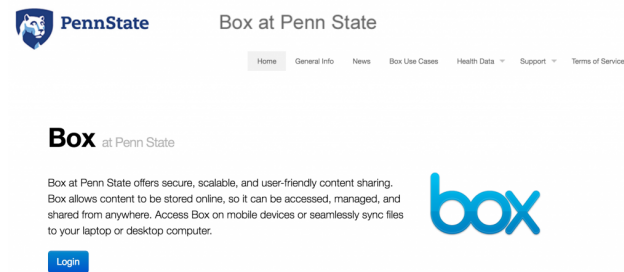 PennState
Box at Penn State
Home General Info News Box Use Cases Health Data Support Terms of Service
Box at Penn State
Box at Penn State offers secure, scalable, and user-friendly content sharing.
Box allows content to be stored online, so it can be accessed, managed, and
shared from anywhere. Access Box on mobile devices or seamlessly sync files
to your laptop or desktop computer.
box
Login